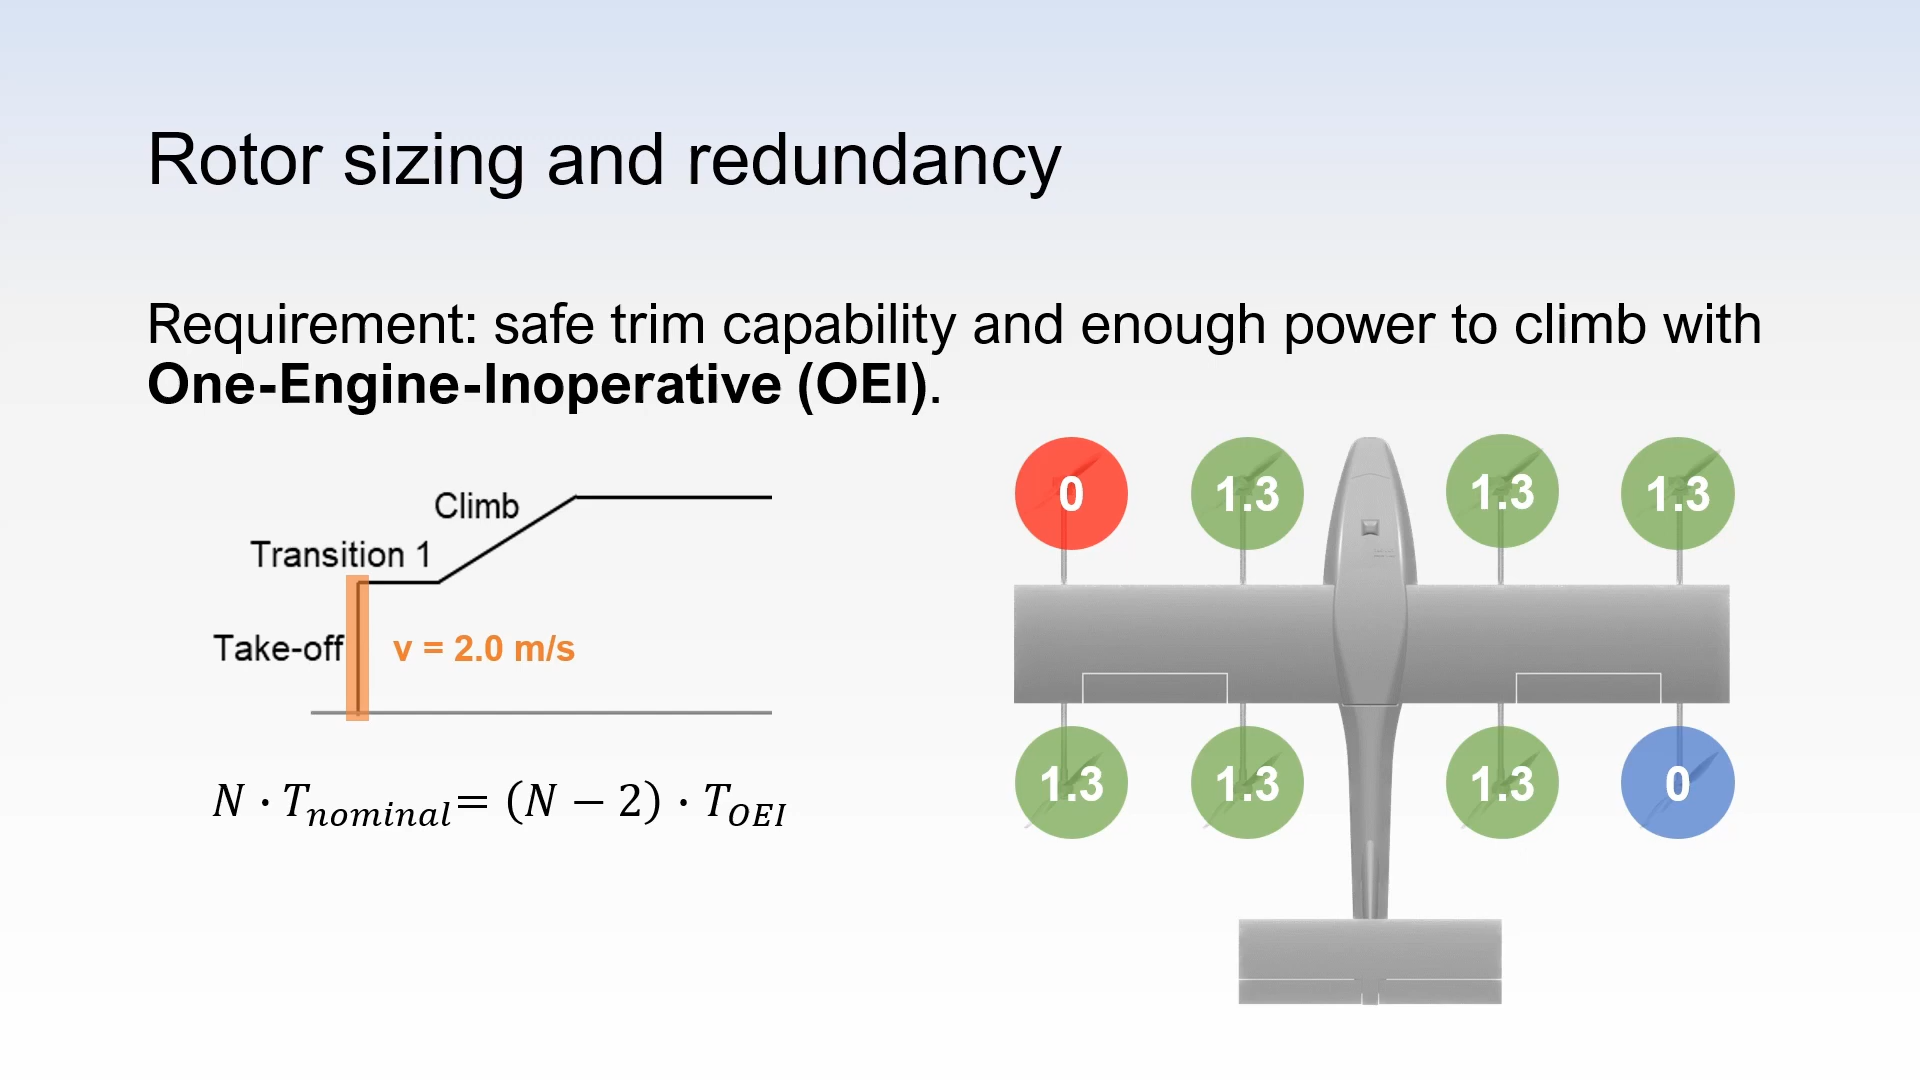 Rotor sizing and redundancy
Requirement: safe trim capability and enough power to climb with
One-Engine-Inoperative (OEI).
Climb
Transition 1
Take-off
v = 2.0 m/s
N · T_nominal = (N − 2) · T_OEI
0 1.3 1.3 1.3
1.3 1.3 1.3 0